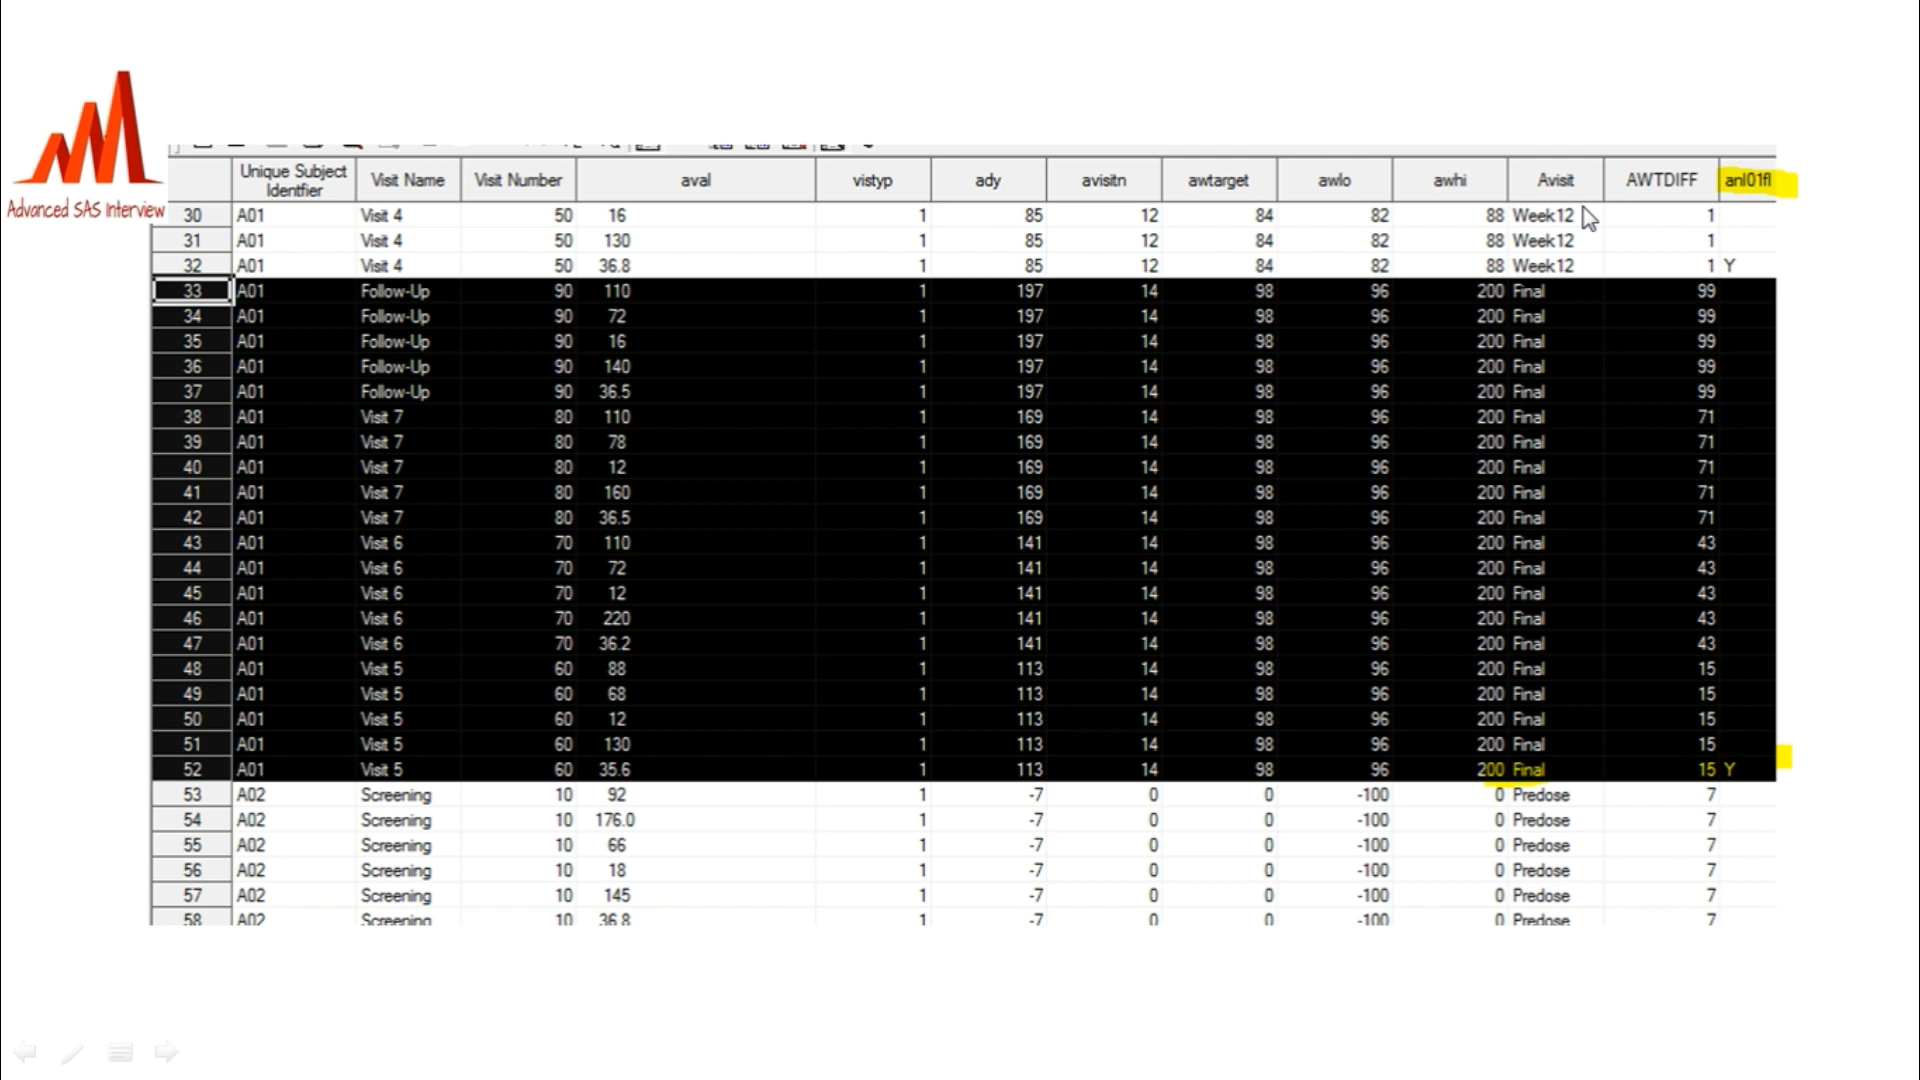 Advanced SAS Interview
Unique Subject Identfier Visit Name Visit Number aval vistyp ady avisitn awtarget awlo awhi Avisit AWTDIFF anl01fl
30 A01 Visit 4 50 16 1 85 12 84 82 88 Week12 1
31 A01 Visit 4 50 130 1 85 12 84 82 88 Week12 1
32 A01 Visit 4 50 36.8 1 85 12 84 82 88 Week12 1 Y
33 A01 Follow-Up 90 110 1 197 14 98 96 200 Final 99
34 A01 Follow-Up 90 72 1 197 14 98 96 200 Final 99
35 A01 Follow-Up 90 16 1 197 14 98 96 200 Final 99
36 A01 Follow-Up 90 140 1 197 14 98 96 200 Final 99
37 A01 Follow-Up 90 36.5 1 197 14 98 96 200 Final 99
38 A01 Visit 7 80 110 1 169 14 98 96 200 Final 71
39 A01 Visit 7 80 78 1 169 14 98 96 200 Final 71
40 A01 Visit 7 80 12 1 169 14 98 96 200 Final 71
41 A01 Visit 7 80 160 1 169 14 98 96 200 Final 71
42 A01 Visit 7 80 36.5 1 169 14 98 96 200 Final 71
43 A01 Visit 6 70 110 1 141 14 98 96 200 Final 43
44 A01 Visit 6 70 72 1 141 14 98 96 200 Final 43
45 A01 Visit 6 70 12 1 141 14 98 96 200 Final 43
46 A01 Visit 6 70 220 1 141 14 98 96 200 Final 43
47 A01 Visit 6 70 36.2 1 141 14 98 96 200 Final 43
48 A01 Visit 5 60 88 1 113 14 98 96 200 Final 15
49 A01 Visit 5 60 68 1 113 14 98 96 200 Final 15
50 A01 Visit 5 60 12 1 113 14 98 96 200 Final 15
51 A01 Visit 5 60 130 1 113 14 98 96 200 Final 15
52 A01 Visit 5 60 35.6 1 113 14 98 96 200 Final 15 Y
53 A02 Screening 10 92 1 -7 0 0 -100 0 Predose 7
54 A02 Screening 10 176.0 1 -7 0 0 -100 0 Predose 7
55 A02 Screening 10 66 1 -7 0 0 -100 0 Predose 7
56 A02 Screening 10 18 1 -7 0 0 -100 0 Predose 7
57 A02 Screening 10 145 1 -7 0 0 -100 0 Predose 7
58 A02 Screening 10 36.8 1 -7 0 0 -100 0 Predose 7